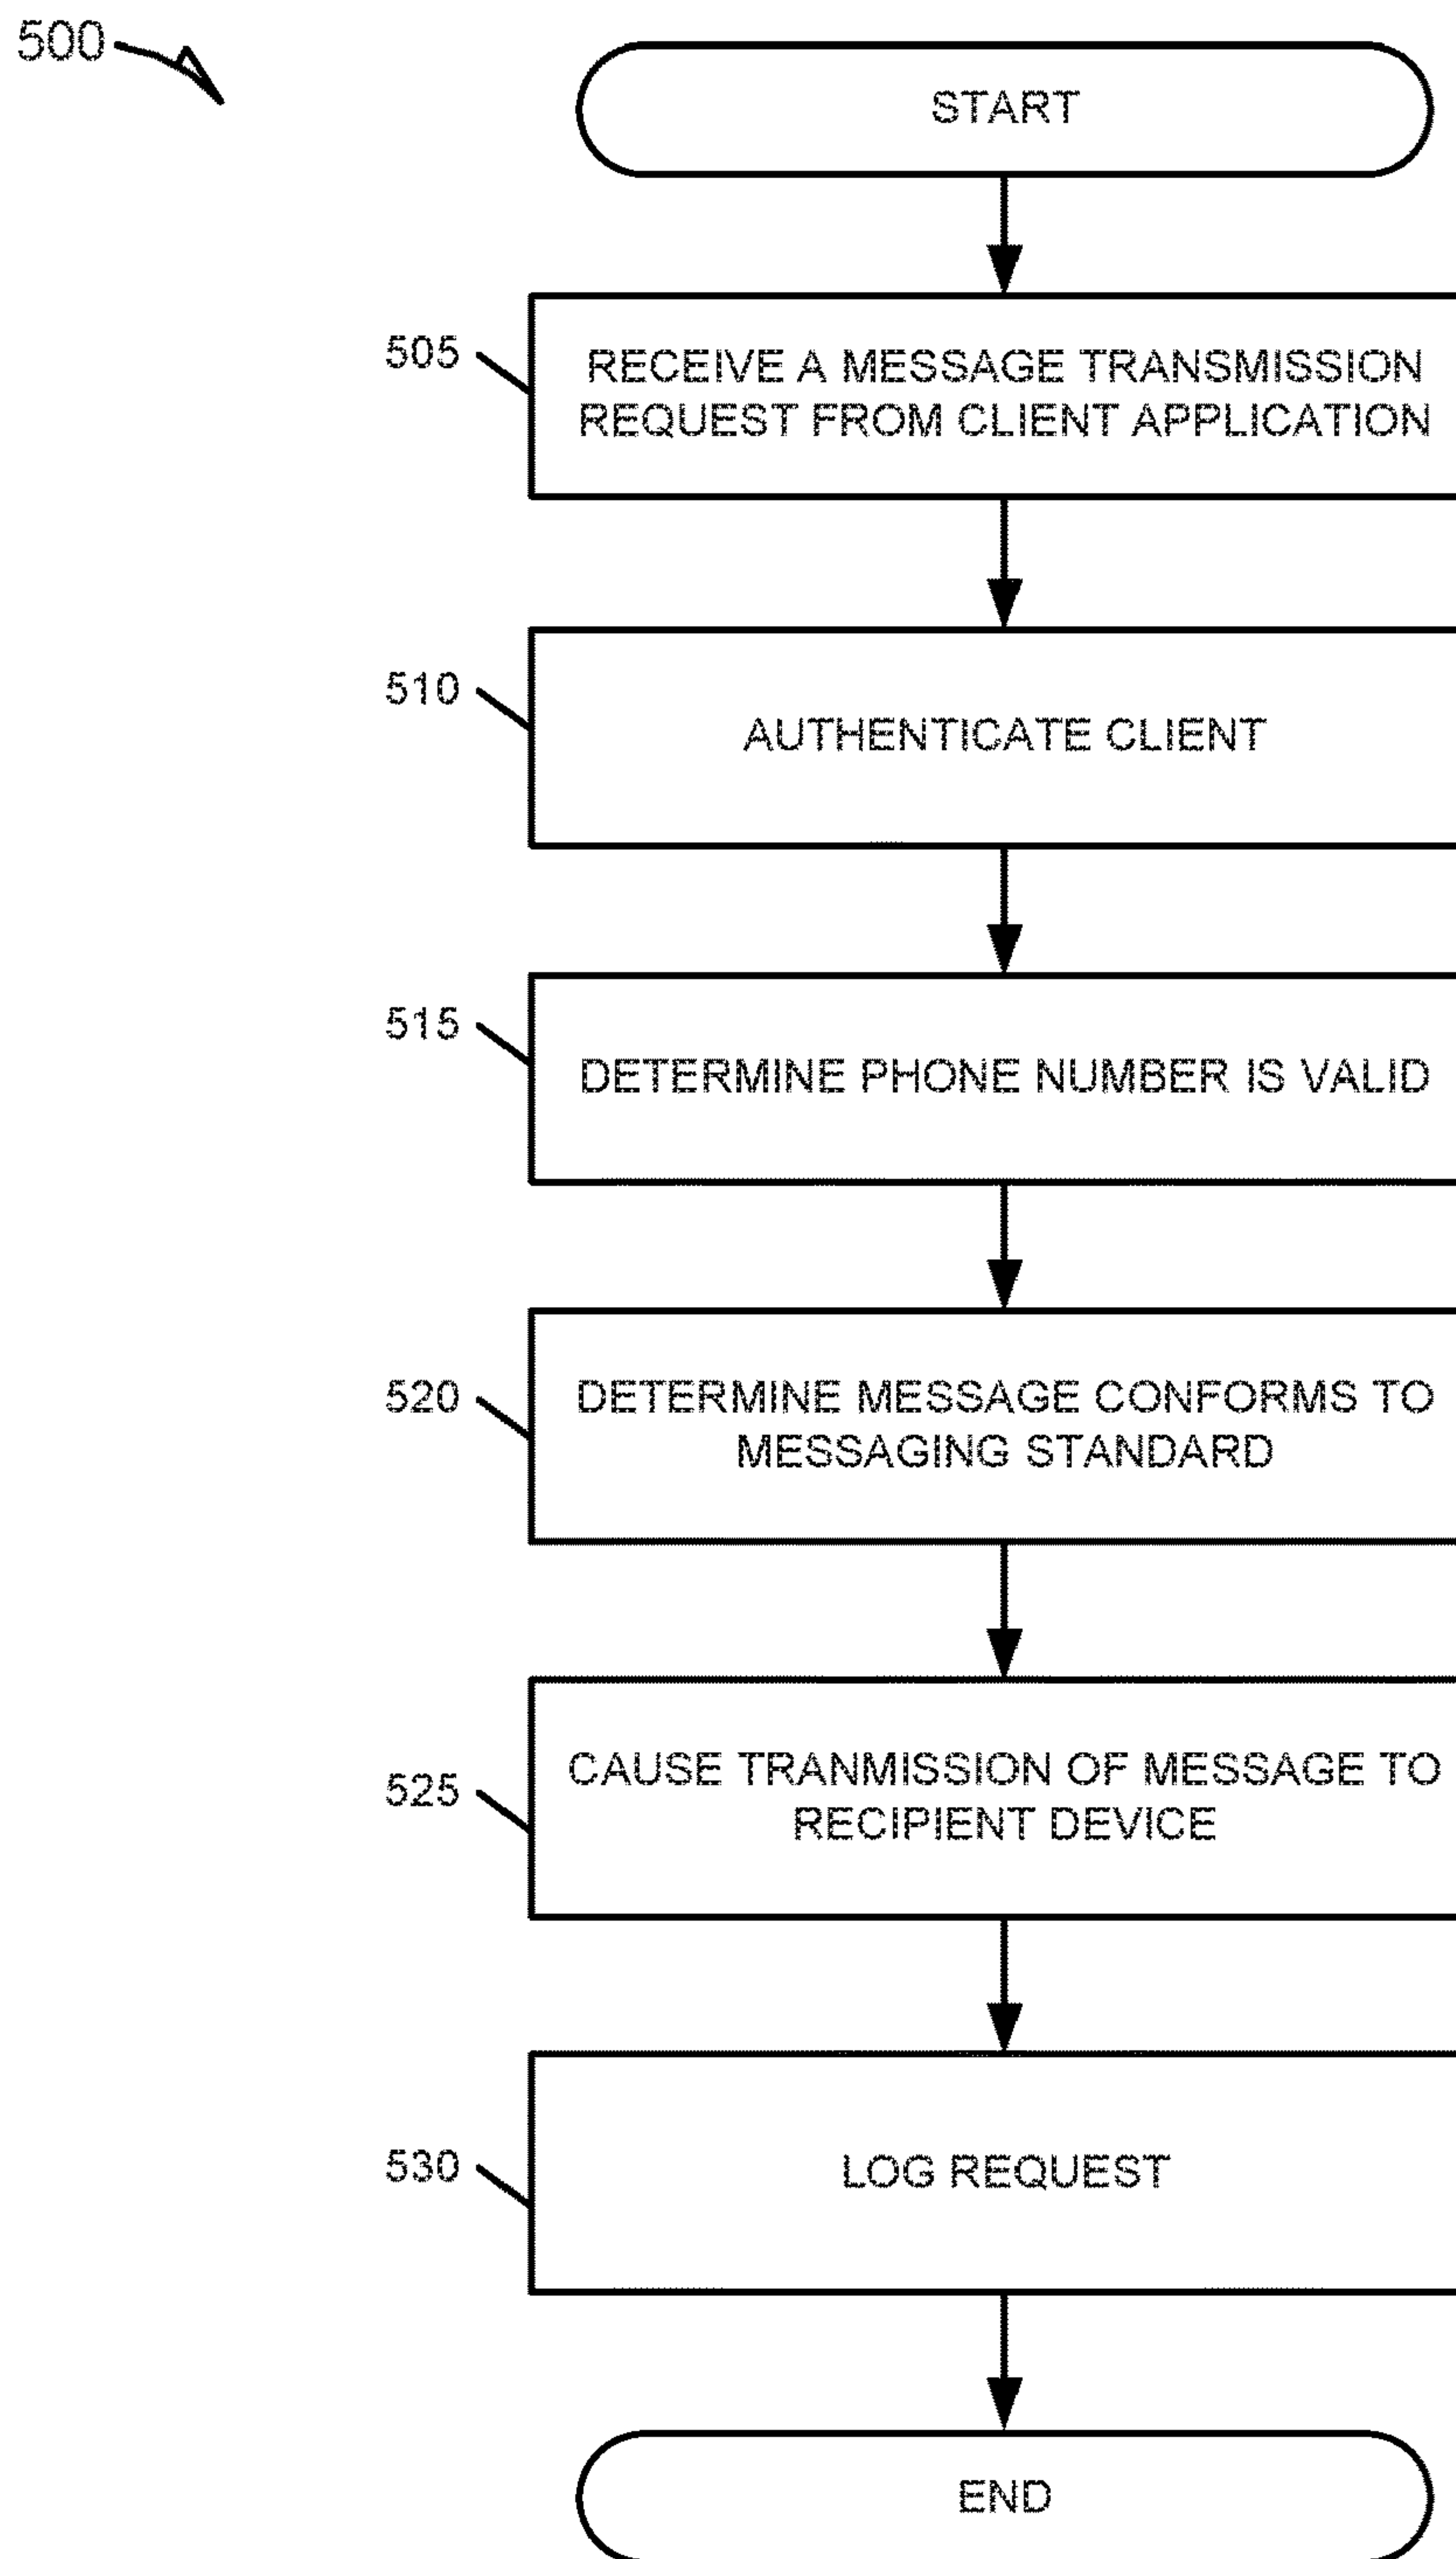 500
START
505
RECEIVE A MESSAGE TRANSMISSION
REQUEST FROM CLIENT APPLICATION
510
AUTHENTICATE CLIENT
515
DETERMINE PHONE NUMBER IS VALID
520
DETERMINE MESSAGE CONFORMS TO
MESSAGING STANDARD
525
CAUSE TRANMISSION OF MESSAGE TO
RECIPIENT DEVICE
530
LOG REQUEST
END